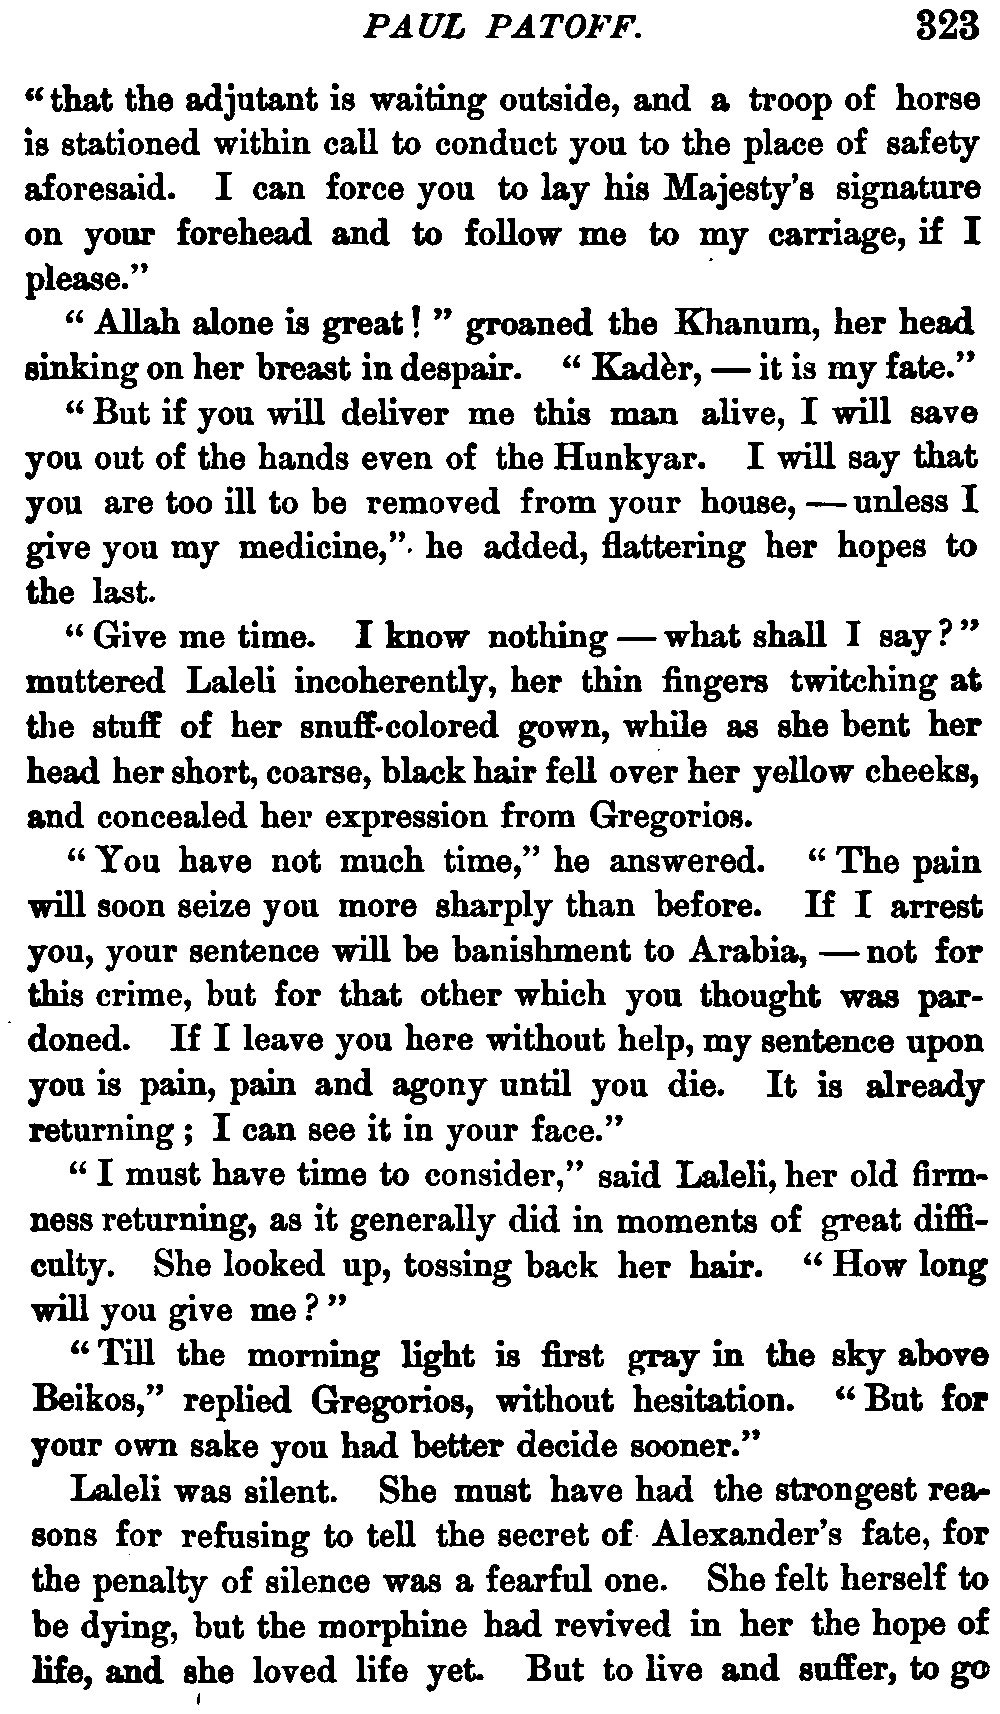 PAUL PATOFF. 323
"that the adjutant is waiting outside, and a troop of horse
is stationed within call to conduct you to the place of safety
aforesaid. I can force you to lay his Majesty's signature
on your forehead and to follow me to my carriage, if I
please."
"Allah alone is great!" groaned the Khanum, her head
sinking on her breast in despair. "Kadèr, — it is my fate."
"But if you will deliver me this man alive, I will save
you out of the hands even of the Hunkyar. I will say that
you are too ill to be removed from your house, — unless I
give you my medicine," he added, flattering her hopes to
the last.
"Give me time. I know nothing — what shall I say?"
muttered Laleli incoherently, her thin fingers twitching at
the stuff of her snuff-colored gown, while as she bent her
head her short, coarse, black hair fell over her yellow cheeks,
and concealed her expression from Gregorios.
"You have not much time," he answered. "The pain
will soon seize you more sharply than before. If I arrest
you, your sentence will be banishment to Arabia, — not for
this crime, but for that other which you thought was par-
doned. If I leave you here without help, my sentence upon
you is pain, pain and agony until you die. It is already
returning; I can see it in your face."
"I must have time to consider," said Laleli, her old firm-
ness returning, as it generally did in moments of great diffi-
culty. She looked up, tossing back her hair. "How long
will you give me?"
"Till the morning light is first gray in the sky above
Beikos," replied Gregorios, without hesitation. "But for
your own sake you had better decide sooner."
Laleli was silent. She must have had the strongest rea-
sons for refusing to tell the secret of Alexander's fate, for
the penalty of silence was a fearful one. She felt herself to
be dying, but the morphine had revived in her the hope of
life, and she loved life yet. But to live and suffer, to go